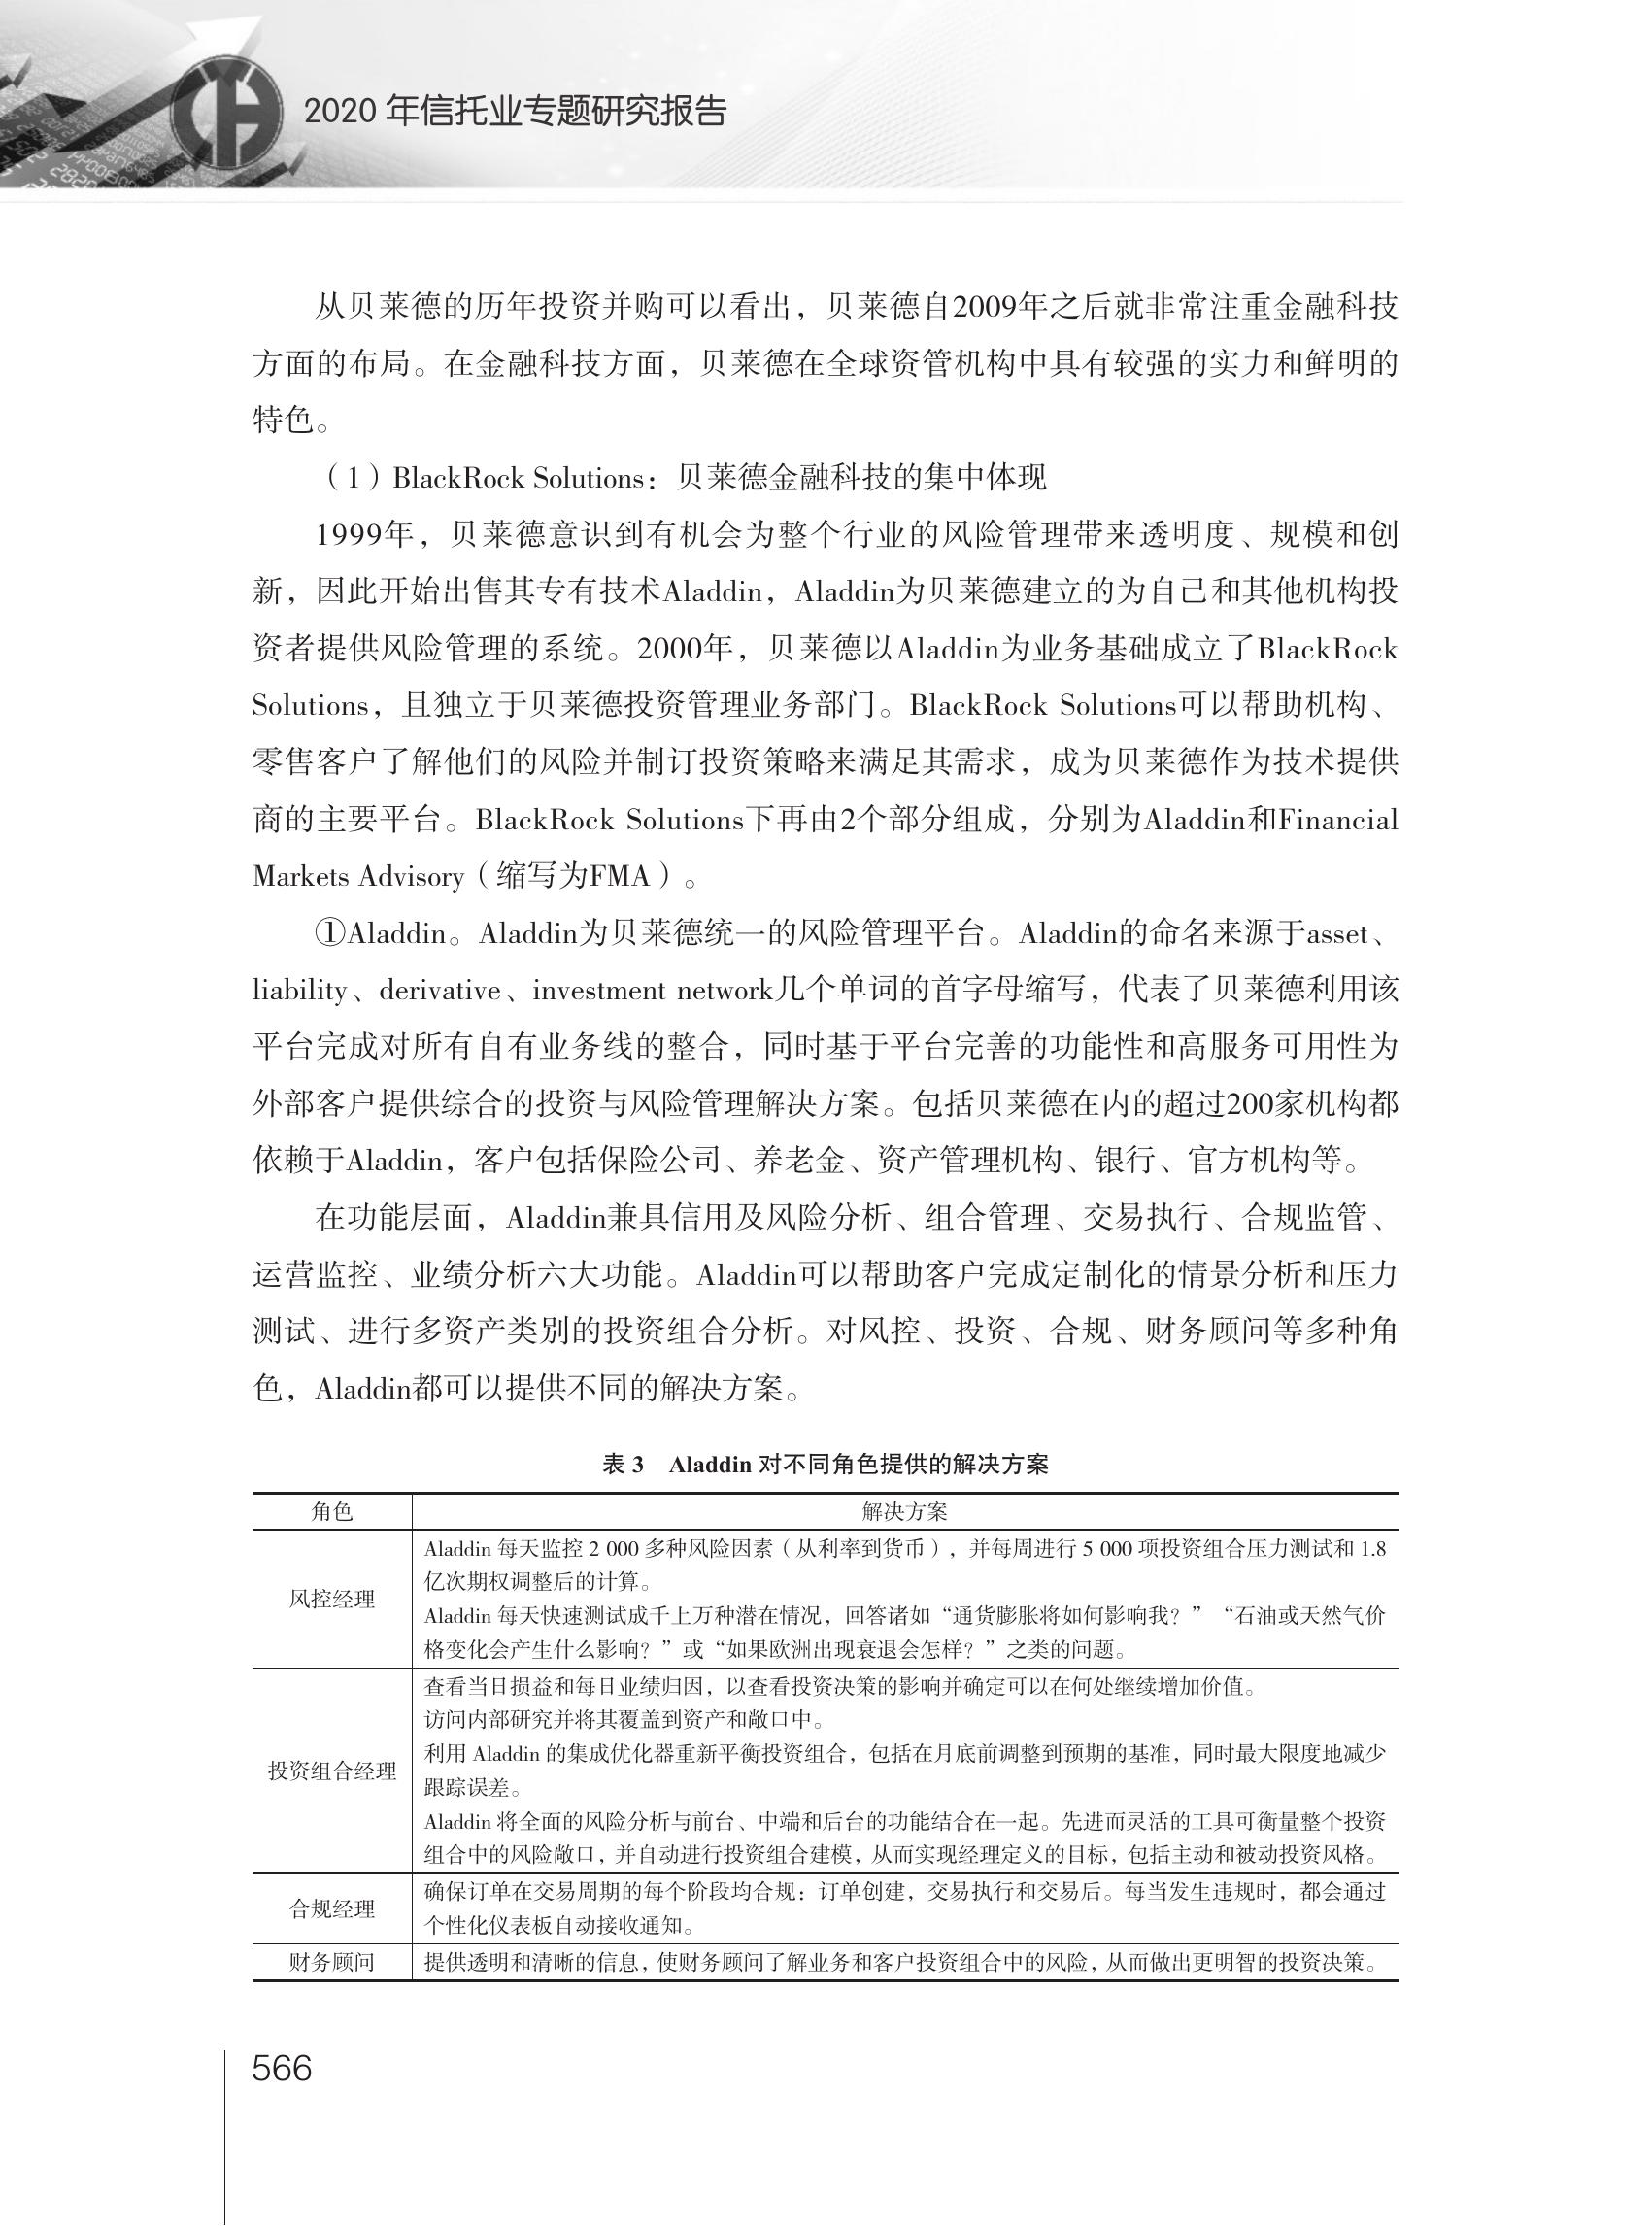 2020 年信托业专题研究报告
从贝莱德的历年投资并购可以看出，贝莱德自2009年之后就非常注重金融科技
方面的布局。在金融科技方面，贝莱德在全球资管机构中具有较强的实力和鲜明的
特色。
（1）BlackRock Solutions：贝莱德金融科技的集中体现
1999年，贝莱德意识到有机会为整个行业的风险管理带来透明度、规模和创
新，因此开始出售其专有技术Aladdin，Aladdin为贝莱德建立的为自己和其他机构投
资者提供风险管理的系统。2000年，贝莱德以Aladdin为业务基础成立了BlackRock
Solutions，且独立于贝莱德投资管理业务部门。BlackRock Solutions可以帮助机构、
零售客户了解他们的风险并制订投资策略来满足其需求，成为贝莱德作为技术提供
商的主要平台。BlackRock Solutions下再由2个部分组成，分别为Aladdin和Financial
Markets Advisory（缩写为FMA）。
①Aladdin。Aladdin为贝莱德统一的风险管理平台。Aladdin的命名来源于asset、
liability、derivative、investment network几个单词的首字母缩写，代表了贝莱德利用该
平台完成对所有自有业务线的整合，同时基于平台完善的功能性和高服务可用性为
外部客户提供综合的投资与风险管理解决方案。包括贝莱德在内的超过200家机构都
依赖于Aladdin，客户包括保险公司、养老金、资产管理机构、银行、官方机构等。
在功能层面，Aladdin兼具信用及风险分析、组合管理、交易执行、合规监管、
运营监控、业绩分析六大功能。Aladdin可以帮助客户完成定制化的情景分析和压力
测试、进行多资产类别的投资组合分析。对风控、投资、合规、财务顾问等多种角
色，Aladdin都可以提供不同的解决方案。
表 3　Aladdin 对不同角色提供的解决方案
角色　解决方案
风控经理
Aladdin 每天监控 2 000 多种风险因素（从利率到货币），并每周进行 5 000 项投资组合压力测试和 1.8
亿次期权调整后的计算。
Aladdin 每天快速测试成千上万种潜在情况，回答诸如“通货膨胀将如何影响我？”“石油或天然气价
格变化会产生什么影响？”或“如果欧洲出现衰退会怎样？”之类的问题。
投资组合经理
查看当日损益和每日业绩归因，以查看投资决策的影响并确定可以在何处继续增加价值。
访问内部研究并将其覆盖到资产和敞口中。
利用 Aladdin 的集成优化器重新平衡投资组合，包括在月底前调整到预期的基准，同时最大限度地减少
跟踪误差。
Aladdin 将全面的风险分析与前台、中端和后台的功能结合在一起。先进而灵活的工具可衡量整个投资
组合中的风险敞口，并自动进行投资组合建模，从而实现经理定义的目标，包括主动和被动投资风格。
合规经理
确保订单在交易周期的每个阶段均合规：订单创建，交易执行和交易后。每当发生违规时，都会通过
个性化仪表板自动接收通知。
财务顾问
提供透明和清晰的信息，使财务顾问了解业务和客户投资组合中的风险，从而做出更明智的投资决策。
566